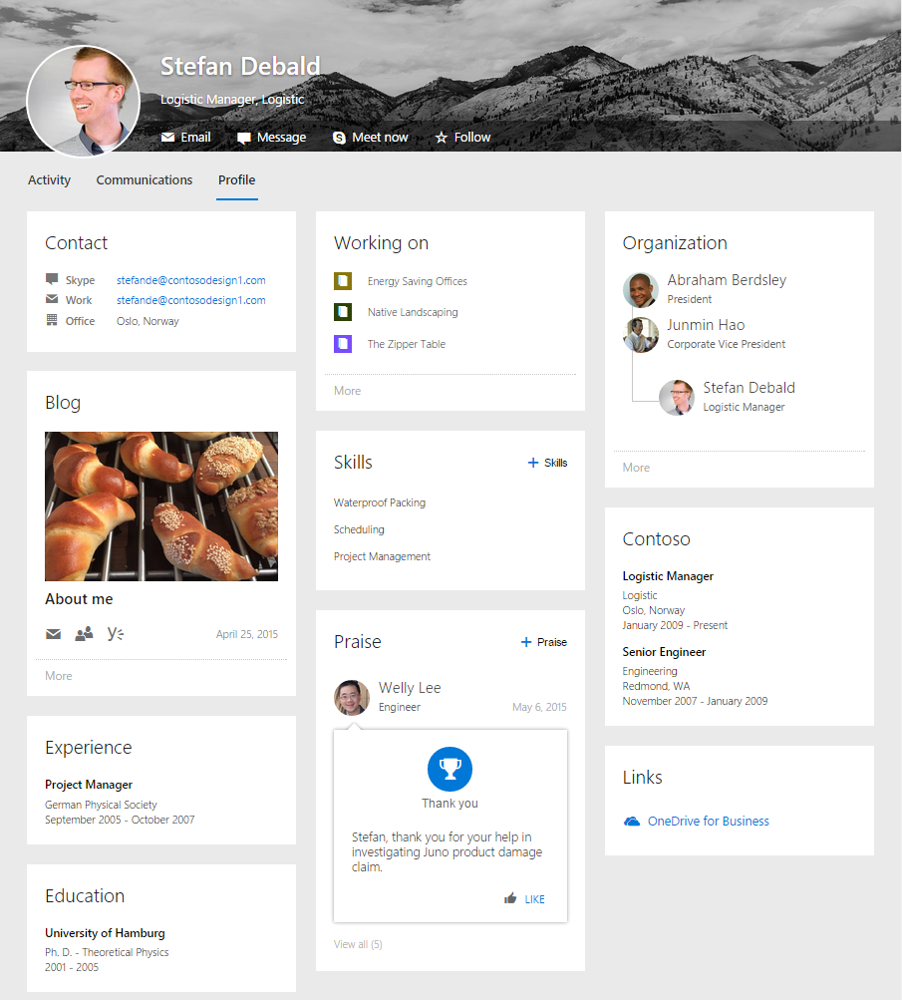 Stefan Debald
Logistic Manager, Logistic
Email Message Meet now Follow
Activity Communications Profile
Contact
Skype stefande@contosodesign1.com
Work stefande@contosodesign1.com
Office Oslo, Norway
Blog
About me
April 25, 2015
More
Experience
Project Manager
German Physical Society
September 2005 - October 2007
Education
University of Hamburg
Ph. D. - Theoretical Physics
2001 - 2005
Working on
Energy Saving Offices
Native Landscaping
The Zipper Table
More
Skills
+ Skills
Waterproof Packing
Scheduling
Project Management
Praise
+ Praise
Welly Lee
Engineer May 6, 2015
Thank you
Stefan, thank you for your help in
investigating Juno product damage
claim.
LIKE
View all (5)
Organization
Abraham Berdsley
President
Junmin Hao
Corporate Vice President
Stefan Debald
Logistic Manager
More
Contoso
Logistic Manager
Logistic
Oslo, Norway
January 2009 - Present
Senior Engineer
Engineering
Redmond, WA
November 2007 - January 2009
Links
OneDrive for Business